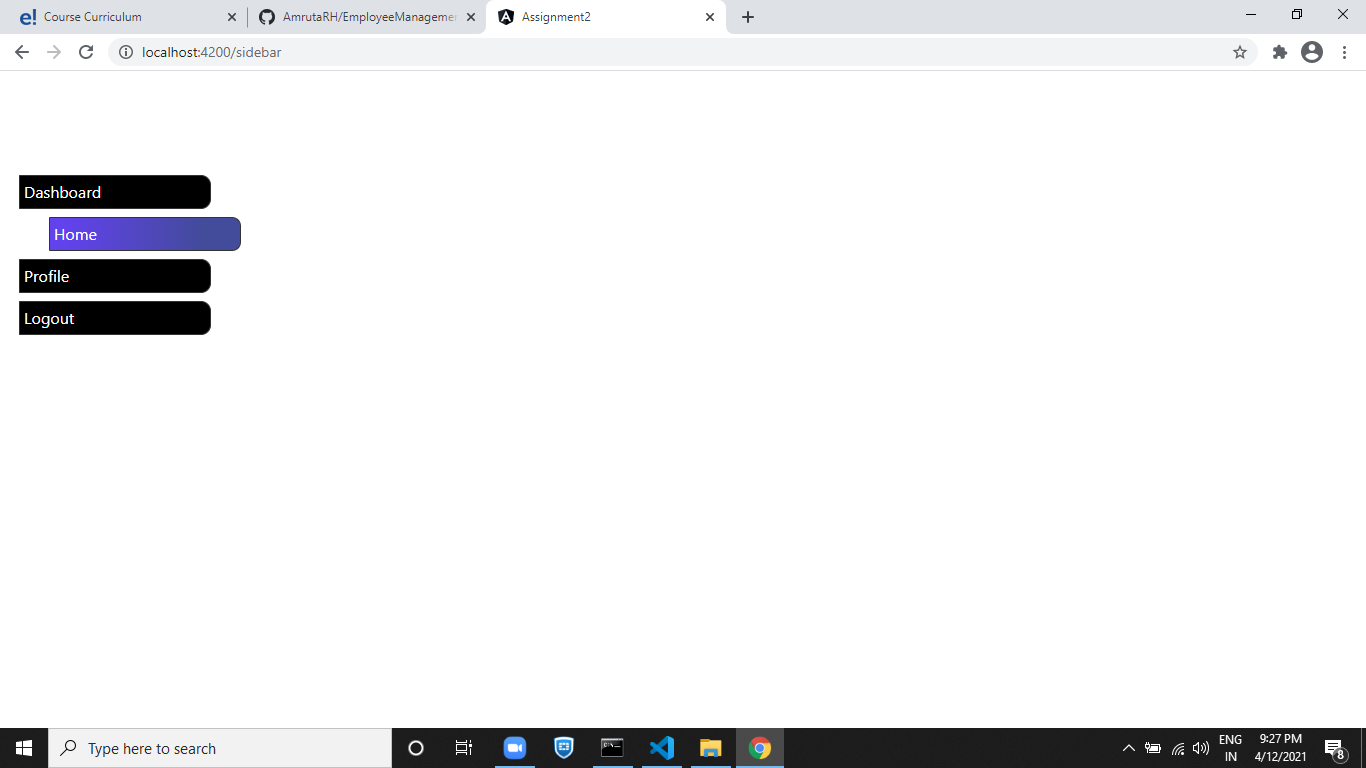 e! Course Curriculum
AmrutaRH/EmployeeManagemen
Assignment2
localhost:4200/sidebar
Dashboard
Home
Profile
Logout
Type here to search
ENG
IN
9:27 PM
4/12/2021
8